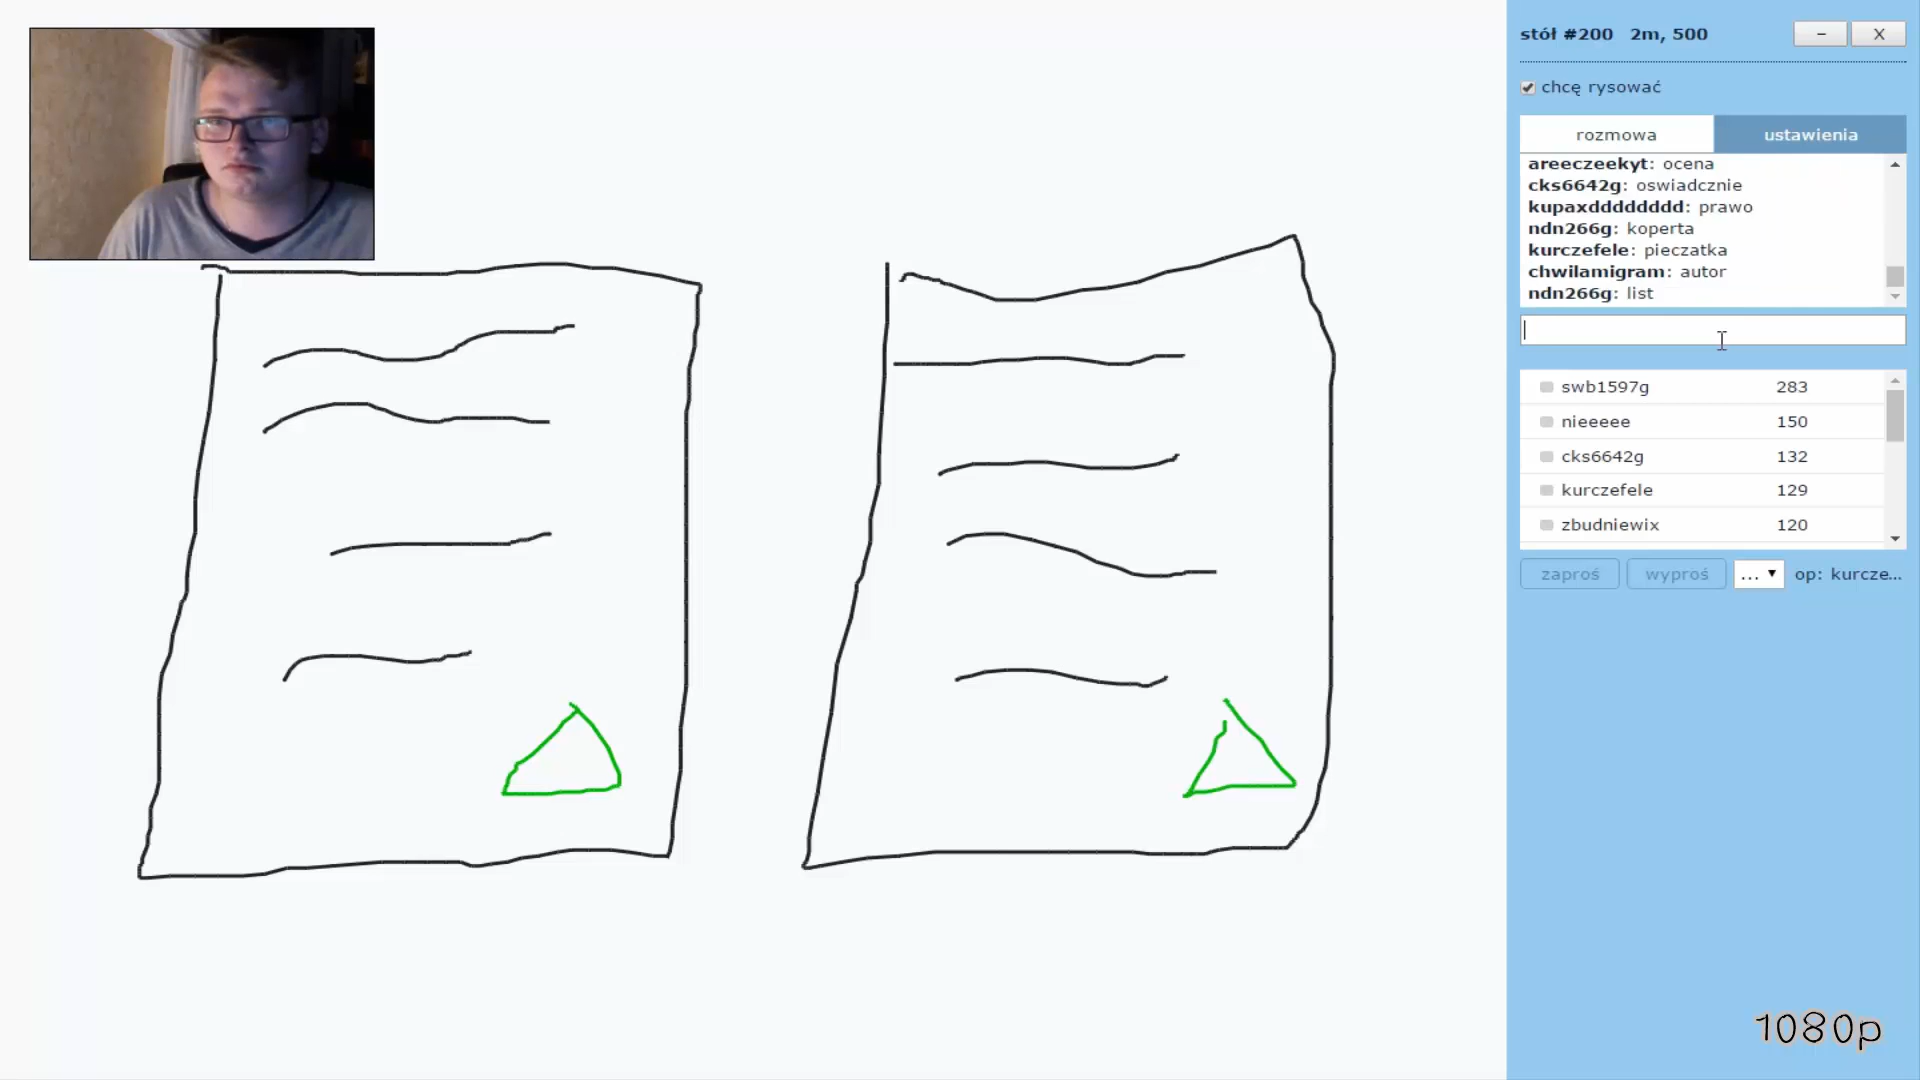 stół #200 2m, 500
– X
chcę rysować
rozmowa ustawienia
areeczeekyt: ocena
cks6642g: oswiadcznie
kupaxdddddddd: prawo
ndn266g: koperta
kurczefele: pieczatka
chwilamigram: autor
ndn266g: list
swb1597g 283
nieeeee 150
cks6642g 132
kurczefele 129
zbudniewix 120
zaproś wyproś ... op: kurcze...
1080p